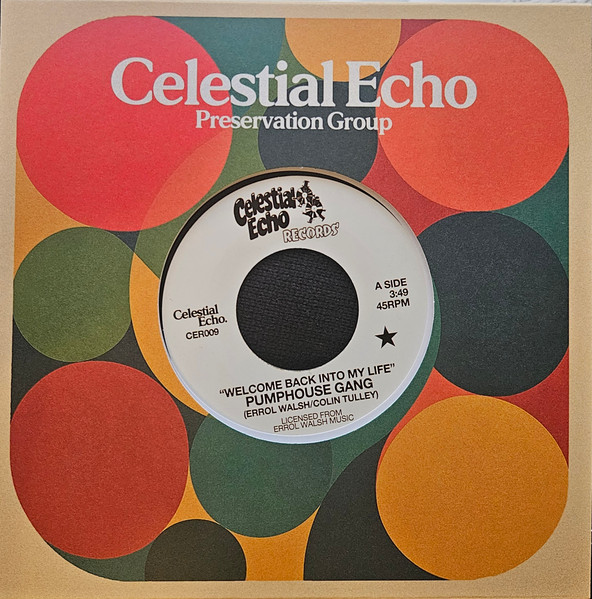 Celestial Echo
Preservation Group
Celestial
Echo
RECORDS
A SIDE
3:49
45RPM
Celestial
Echo.
CER009
"WELCOME BACK INTO MY LIFE"
PUMPHOUSE GANG
(ERROL WALSH/COLIN TULLEY)
LICENSED FROM
ERROL WALSH MUSIC